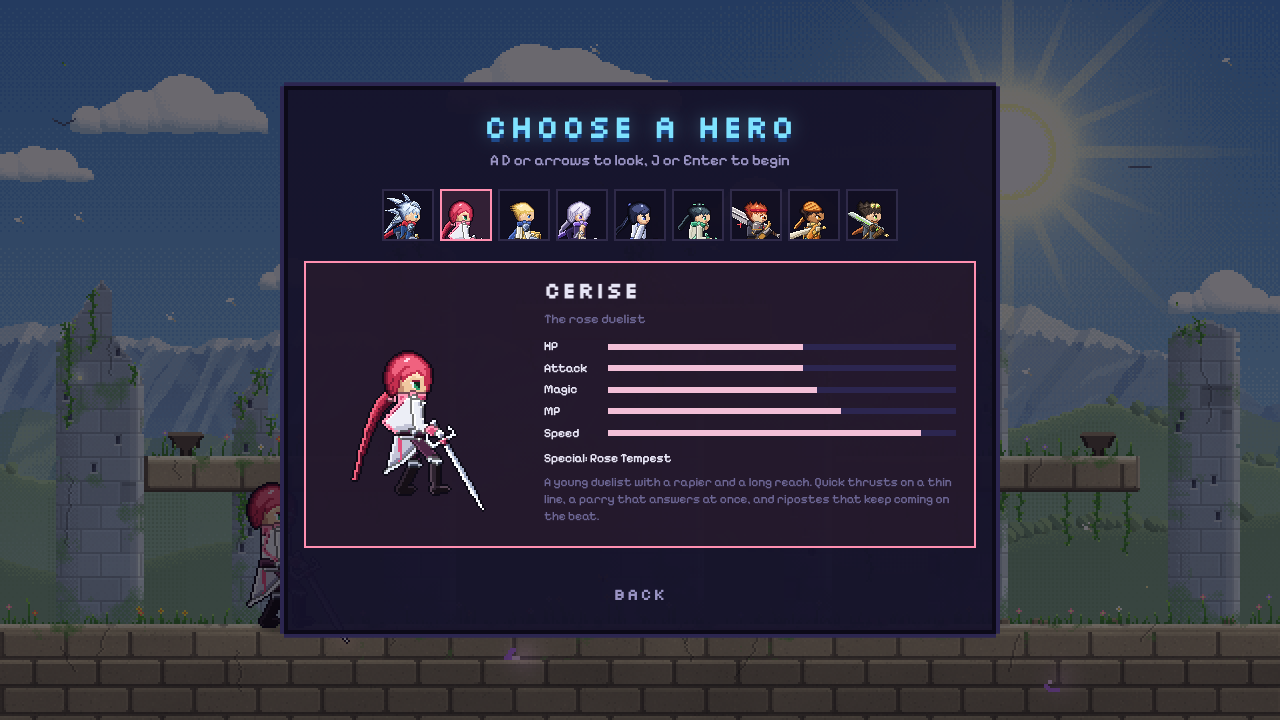 CHOOSE A HERO
A D or arrows to look, J or Enter to begin
CERISE
The rose duelist
HP
Attack
Magic
MP
Speed
Special: Rose Tempest
A young duelist with a rapier and a long reach. Quick thrusts on a thin
line, a parry that answers at once, and ripostes that keep coming on
the beat.
BACK